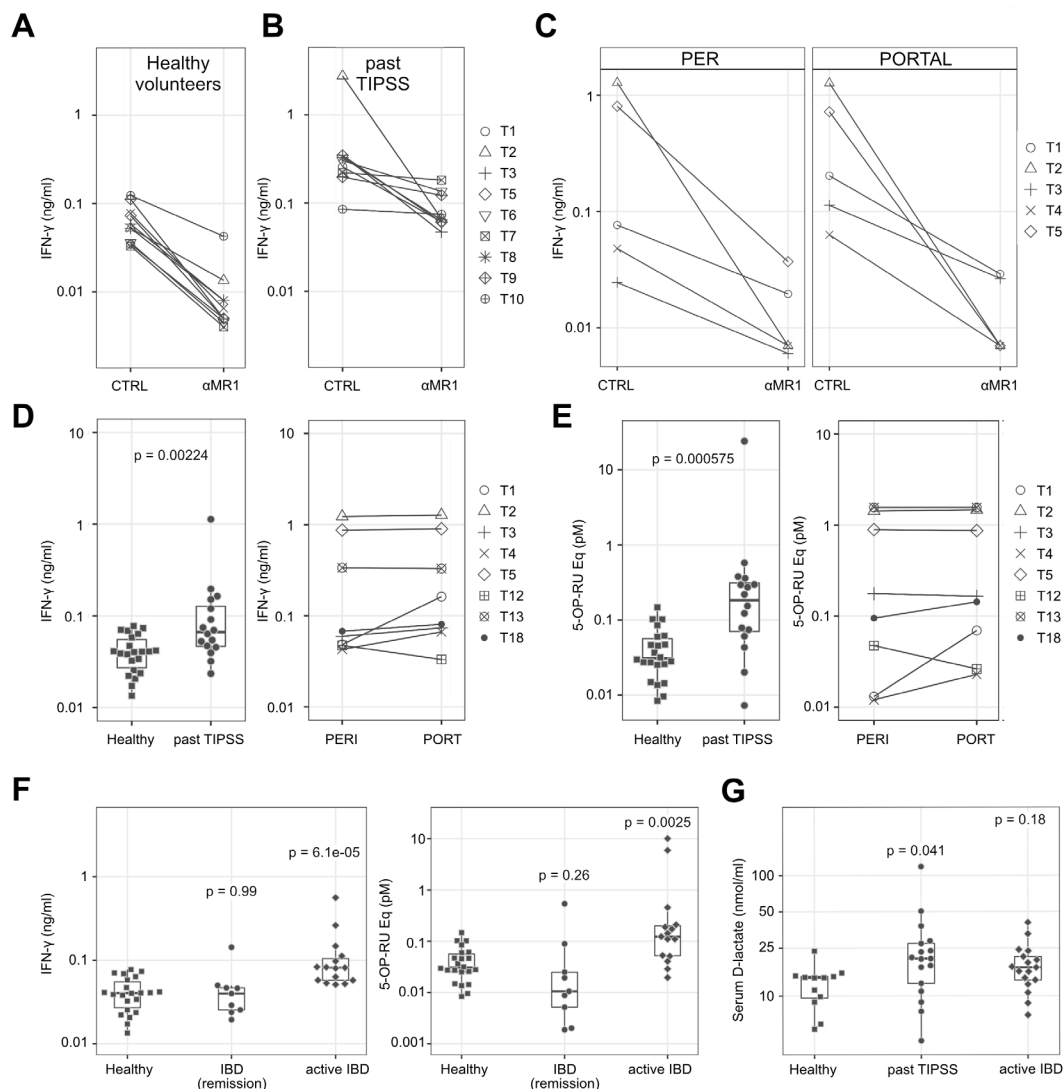 A
Healthy
volunteers
IFN-γ (ng/ml)
1
0.1
0.01
CTRL
αMR1
B
past
TIPSS
IFN-γ (ng/ml)
1
0.1
0.01
CTRL
αMR1
T1
T2
T3
T5
T6
T7
T8
T9
T10
C
PER
PORTAL
IFN-γ (ng/ml)
1
0.1
0.01
CTRL
αMR1
CTRL
αMR1
T1
T2
T3
T4
T5
D
IFN-γ (ng/ml)
10
1
0.1
0.01
p = 0.00224
Healthy
past TIPSS
IFN-γ (ng/ml)
10
1
0.1
0.01
PERI
PORT
T1
T2
T3
T4
T5
T12
T13
T18
E
5-OP-RU Eq (pM)
10
1
0.1
0.01
p = 0.000575
Healthy
past TIPSS
5-OP-RU Eq (pM)
10
1
0.1
0.01
PERI
PORT
T1
T2
T3
T4
T5
T12
T13
T18
F
IFN-γ (ng/ml)
1
0.1
0.01
p = 0.99
p = 6.1e-05
Healthy
IBD
(remission)
active IBD
5-OP-RU Eq (pM)
10
1
0.1
0.01
0.001
p = 0.26
p = 0.0025
Healthy
IBD
(remission)
active IBD
G
Serum D-lactate (nmol/ml)
100
50
25
10
p = 0.041
p = 0.18
Healthy
past TIPSS
active IBD